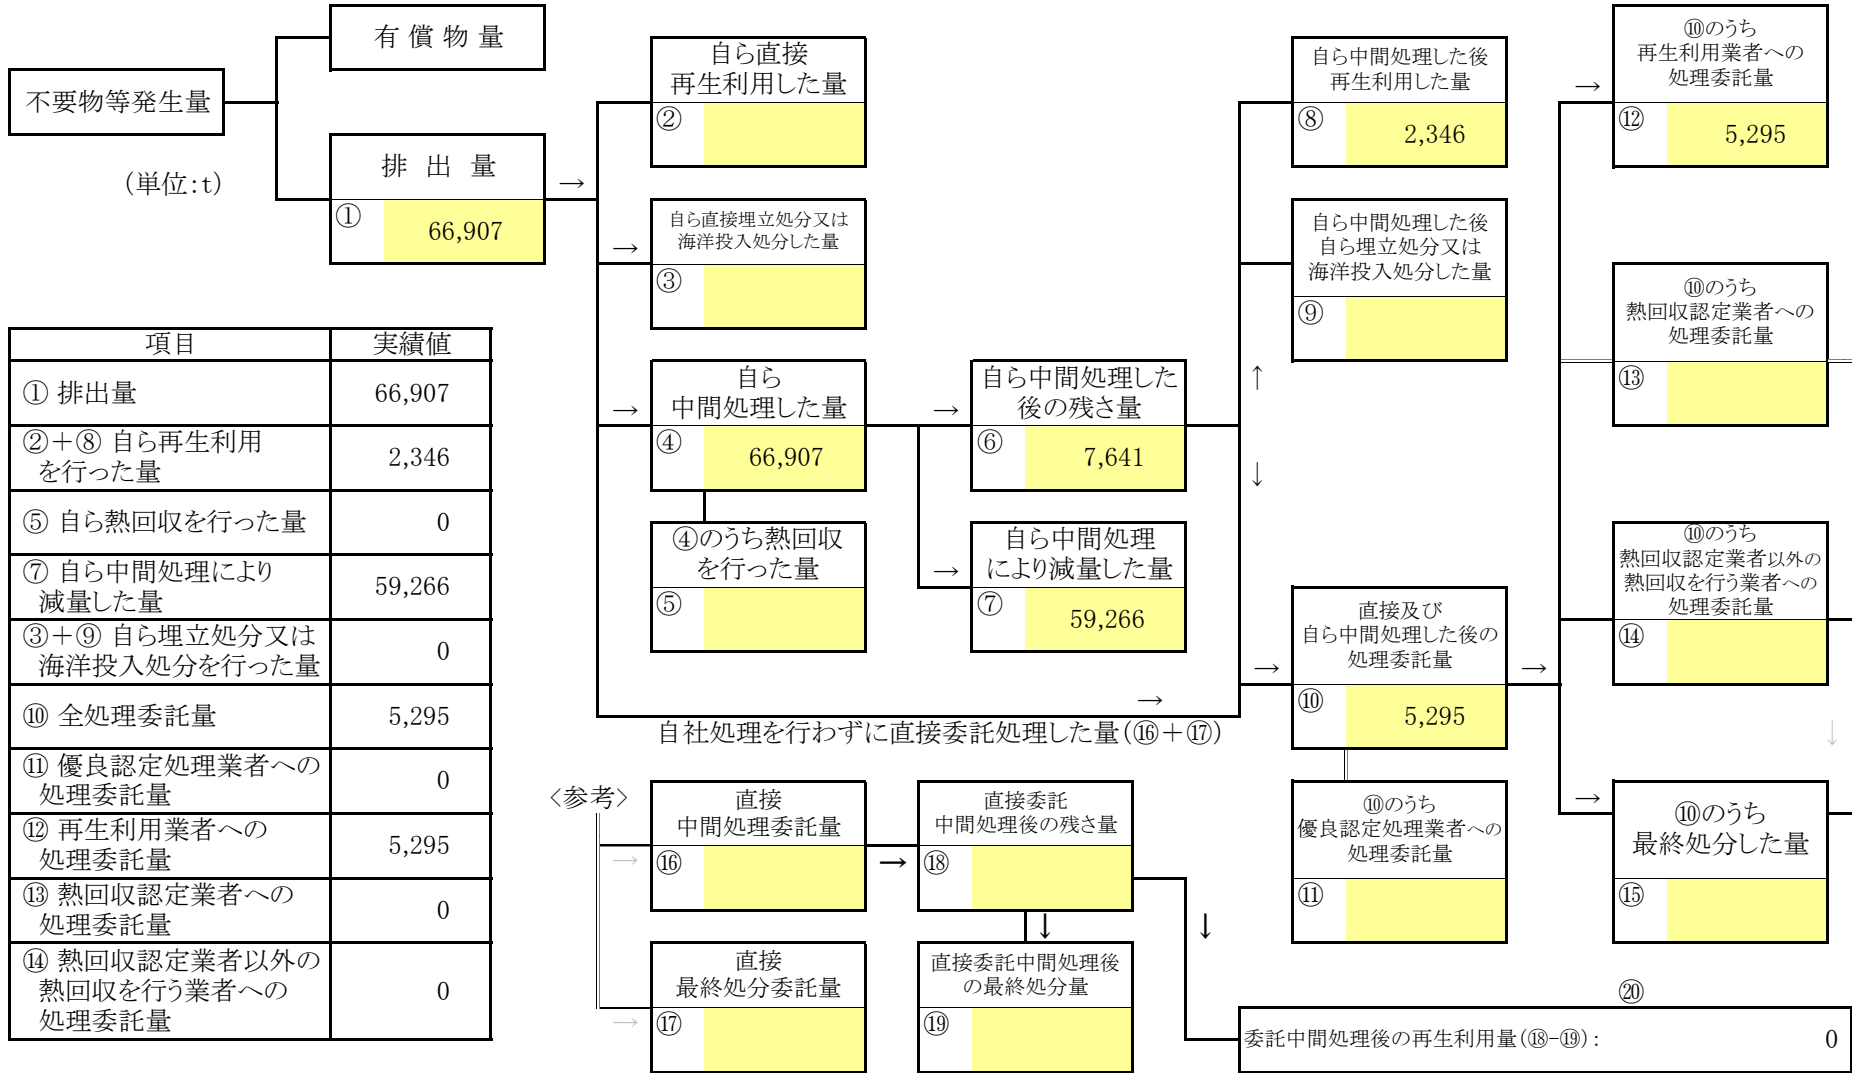 有 償 物 量
不要物等発生量
(単位:t)
排 出 量
→
①
66,907
自ら直接
再生利用した量
②
→
自ら直接埋立処分又は
海洋投入処分した量
③
→
自ら
中間処理した量
④
66,907
④のうち熱回収
を行った量
⑤
→
自ら中間処理した
後の残さ量
⑥
7,641
→
自ら中間処理
により減量した量
⑦
59,266
→
自社処理を行わずに直接委託処理した量(⑯+⑰)
↑
↓
自ら中間処理した後
再生利用した量
⑧
2,346
自ら中間処理した後
自ら埋立処分又は
海洋投入処分した量
⑨
→
直接及び
自ら中間処理した後の
処理委託量
⑩
5,295
⑩のうち
優良認定処理業者への
処理委託量
⑪
→
→
⑩のうち
再生利用業者への
処理委託量
⑫
5,295
⑩のうち
熱回収認定業者への
処理委託量
⑬
⑩のうち
熱回収認定業者以外の
熱回収を行う業者への
処理委託量
⑭
↓
→
⑩のうち
最終処分した量
⑮
項目 実績値
① 排出量 66,907
②+⑧ 自ら再生利用
を行った量 2,346
⑤ 自ら熱回収を行った量 0
⑦ 自ら中間処理により
減量した量 59,266
③+⑨ 自ら埋立処分又は
海洋投入処分を行った量 0
⑩ 全処理委託量 5,295
⑪ 優良認定処理業者への
処理委託量 0
⑫ 再生利用業者への
処理委託量 5,295
⑬ 熱回収認定業者への
処理委託量 0
⑭ 熱回収認定業者以外の
熱回収を行う業者への
処理委託量 0
<参考>
→
直接
中間処理委託量
⑯
→
直接委託
中間処理後の残さ量
⑱
↓
↓
→
直接
最終処分委託量
⑰
直接委託中間処理後
の最終処分量
⑲
⑳
委託中間処理後の再生利用量(⑱-⑲): 0